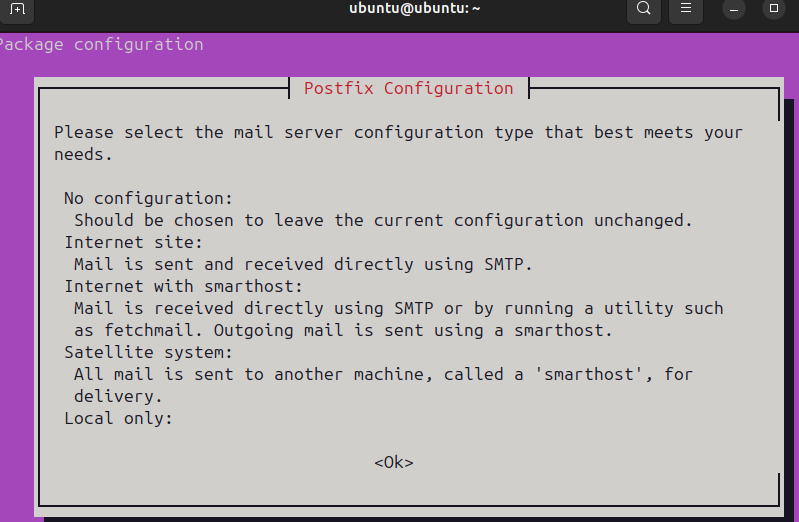 ubuntu@ubuntu: ~
Package configuration
Postfix Configuration
Please select the mail server configuration type that best meets your
needs.
No configuration:
Should be chosen to leave the current configuration unchanged.
Internet site:
Mail is sent and received directly using SMTP.
Internet with smarthost:
Mail is received directly using SMTP or by running a utility such
as fetchmail. Outgoing mail is sent using a smarthost.
Satellite system:
All mail is sent to another machine, called a 'smarthost', for
delivery.
Local only:
<Ok>